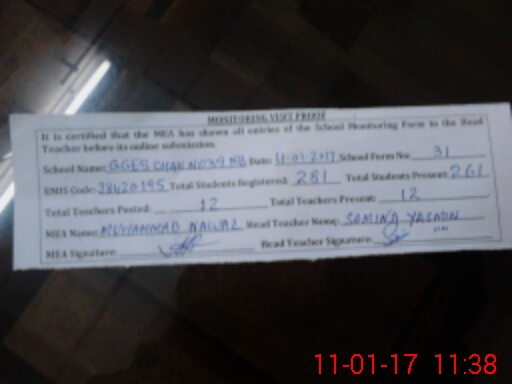 MONITORING VISIT PROOF
It is certified that the MEA has shown all entries of the School Monitoring Form to the Head
Teacher before its online submission.
School Name: GGES CHAK NO 39 NB Date: 11-01-2017 School Form No: 31
EMIS Code: 38420195 Total Students Registered: 281 Total Students Present: 261
Total Teachers Posted: 12 Total Teachers Present: 12
MEA Name: MUHAMMAD NAWAZ Head Teacher Name: YASMIN
MEA Signature: Head Teacher Signature:
11-01-17 11:38